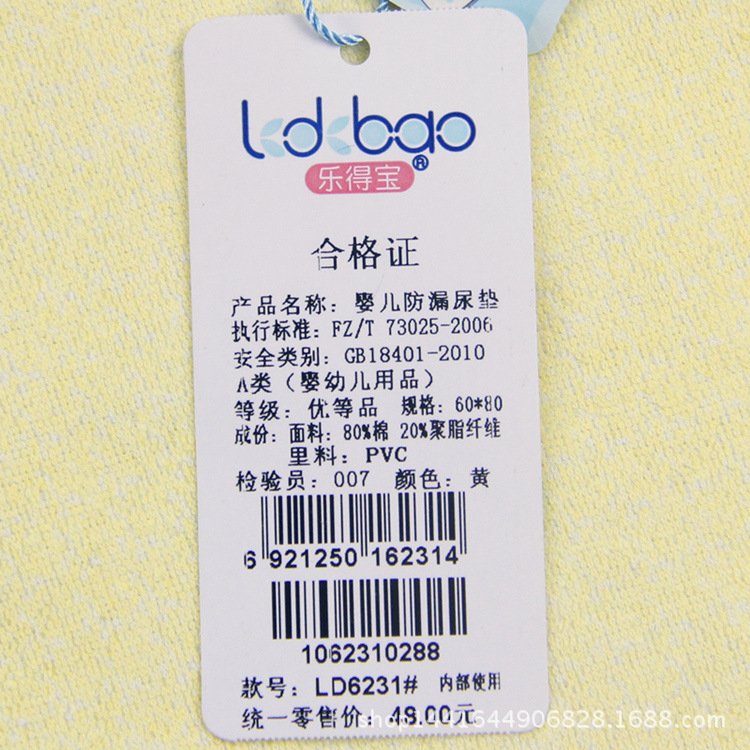 ledebao
乐得宝®
合格证
产品名称：婴儿防漏尿垫
执行标准：FZ/T 73025-2006
安全类别：GB18401-2010
A类（婴幼儿用品）
等级：优等品 规格：60*80
成份：面料：80%棉 20%聚脂纤维
里料：PVC
检验员：007 颜色：黄
6 921250 162314
1062310288
款号：LD6231# 内部使用
统一零售价：48.00元
shop1441644906828.1688.com